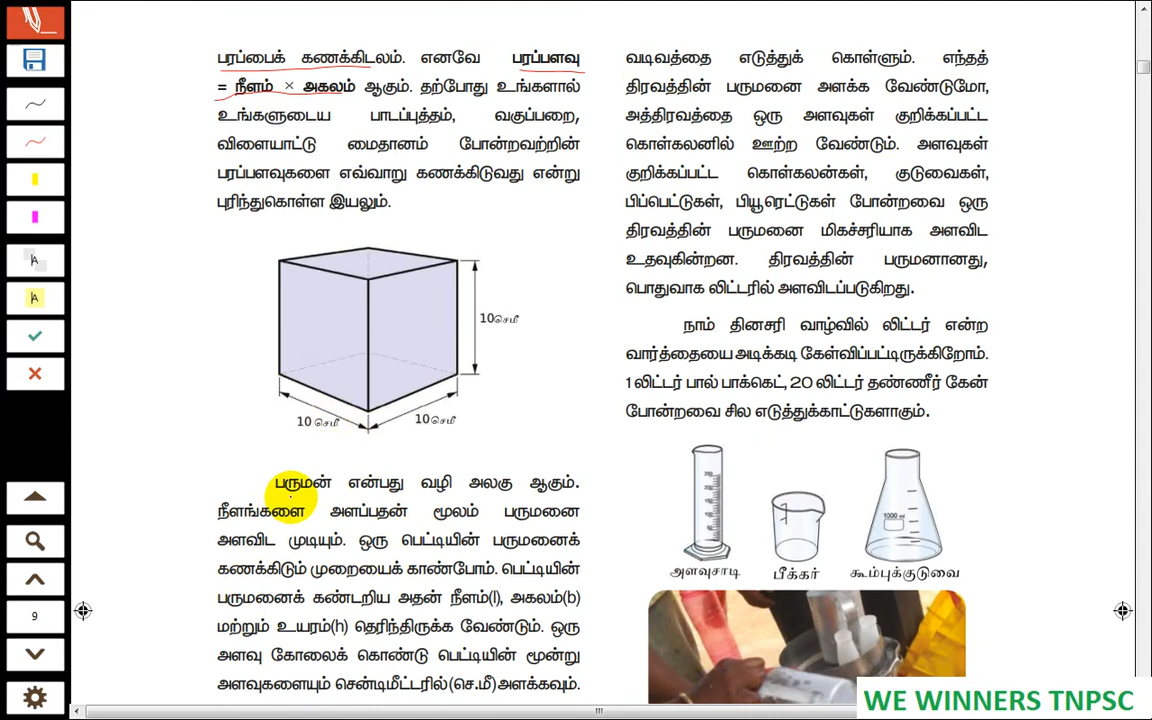 பரப்பைக் கணக்கிடலம். எனவே பரப்பளவு
= நீளம் × அகலம் ஆகும். தற்போது உங்களால்
உங்களுடைய பாடப்புத்தம், வகுப்பறை,
விளையாட்டு மைதானம் போன்றவற்றின்
பரப்பளவுகளை எவ்வாறு கணக்கிடுவது என்று
புரிந்துகொள்ள இயலும்.
10செமீ
10 செமீ
10செமீ
பருமன் என்பது வழி அலகு ஆகும்.
நீளங்களை அளப்பதன் மூலம் பருமனை
அளவிட முடியும். ஒரு பெட்டியின் பருமனைக்
கணக்கிடும் முறையைக் காண்போம். பெட்டியின்
பருமனைக் கண்டறிய அதன் நீளம்(l), அகலம்(b)
மற்றும் உயரம்(h) தெரிந்திருக்க வேண்டும். ஒரு
அளவு கோலைக் கொண்டு பெட்டியின் மூன்று
அளவுகளையும் சென்டிமீட்டரில்(செ.மீ)அளக்கவும்.
வடிவத்தை எடுத்துக் கொள்ளும். எந்தத்
திரவத்தின் பருமனை அளக்க வேண்டுமோ,
அத்திரவத்தை ஒரு அளவுகள் குறிக்கப்பட்ட
கொள்கலனில் ஊற்ற வேண்டும். அளவுகள்
குறிக்கப்பட்ட கொள்கலன்கள், குடுவைகள்,
பிப்பெட்டுகள், பியூரெட்டுகள் போன்றவை ஒரு
திரவத்தின் பருமனை மிகச்சரியாக அளவிட
உதவுகின்றன. திரவத்தின் பருமனானது,
பொதுவாக லிட்டரில் அளவிடப்படுகிறது.
நாம் தினசரி வாழ்வில் லிட்டர் என்ற
வார்த்தையை அடிக்கடி கேள்விப்பட்டிருக்கிறோம்.
1 லிட்டர் பால் பாக்கெட், 20 லிட்டர் தண்ணீர் கேன்
போன்றவை சில எடுத்துக்காட்டுகளாகும்.
1000 ml
அளவுசாடி பீக்கர் கூம்புக்குடுவை
A
A
9
WE WINNERS TNPSC